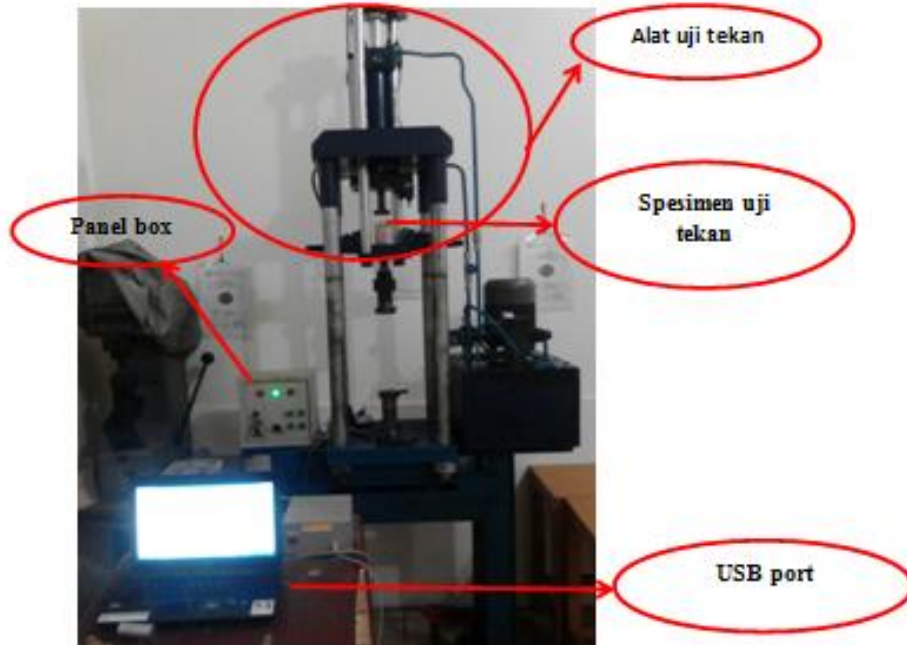 Alat uji tekan
Panel box
Spesimen uji
tekan
USB port